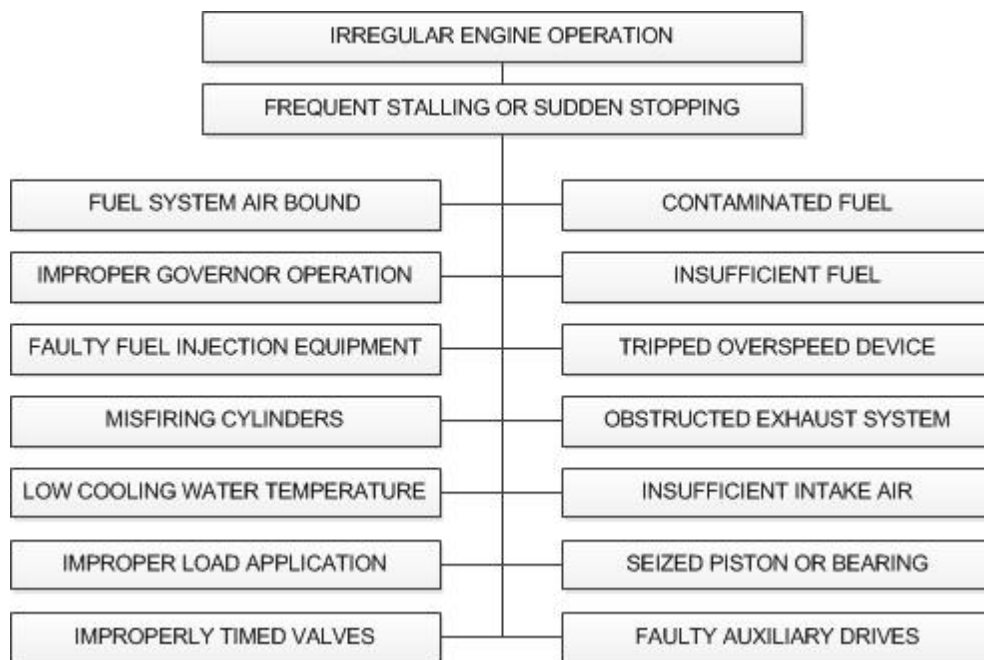 IRREGULAR ENGINE OPERATION
FREQUENT STALLING OR SUDDEN STOPPING
FUEL SYSTEM AIR BOUND
CONTAMINATED FUEL
IMPROPER GOVERNOR OPERATION
INSUFFICIENT FUEL
FAULTY FUEL INJECTION EQUIPMENT
TRIPPED OVERSPEED DEVICE
MISFIRING CYLINDERS
OBSTRUCTED EXHAUST SYSTEM
LOW COOLING WATER TEMPERATURE
INSUFFICIENT INTAKE AIR
IMPROPER LOAD APPLICATION
SEIZED PISTON OR BEARING
IMPROPERLY TIMED VALVES
FAULTY AUXILIARY DRIVES